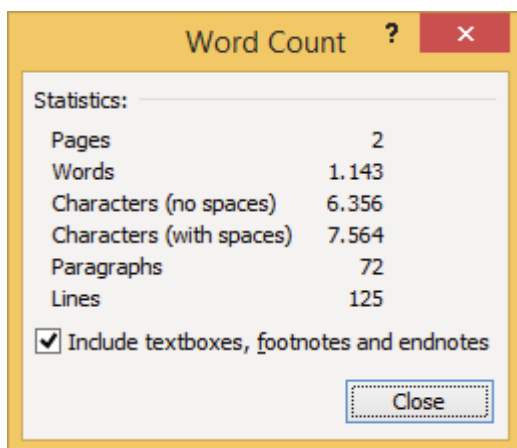 Word Count ? ×
Statistics:
Pages 2
Words 1.143
Characters (no spaces) 6.356
Characters (with spaces) 7.564
Paragraphs 72
Lines 125
Include textboxes, footnotes and endnotes
Close